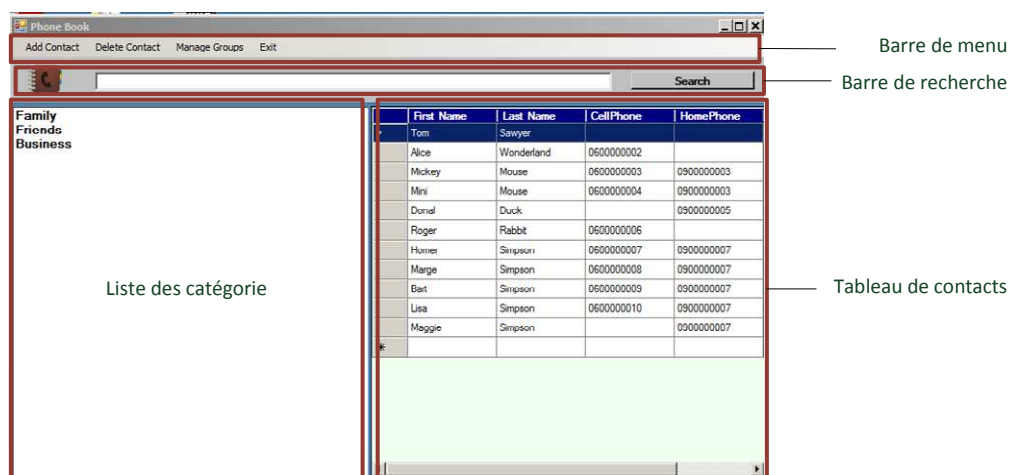 Phone Book
Add Contact Delete Contact Manage Groups Exit
Barre de menu
Search
Barre de recherche
Family
Friends
Business
First Name Last Name CellPhone HomePhone
Tom Sawyer
Alice Wonderland 0600000002
Mickey Mouse 0600000003 0900000003
Mini Mouse 0600000004 0900000003
Donal Duck 0900000005
Roger Rabbit 0600000006
Homer Simpson 0600000007 0900000007
Marge Simpson 0600000008 0900000007
Bart Simpson 0600000009 0900000007
Lisa Simpson 0600000010 0900000007
Maggie Simpson 0900000007
Liste des catégorie
Tableau de contacts